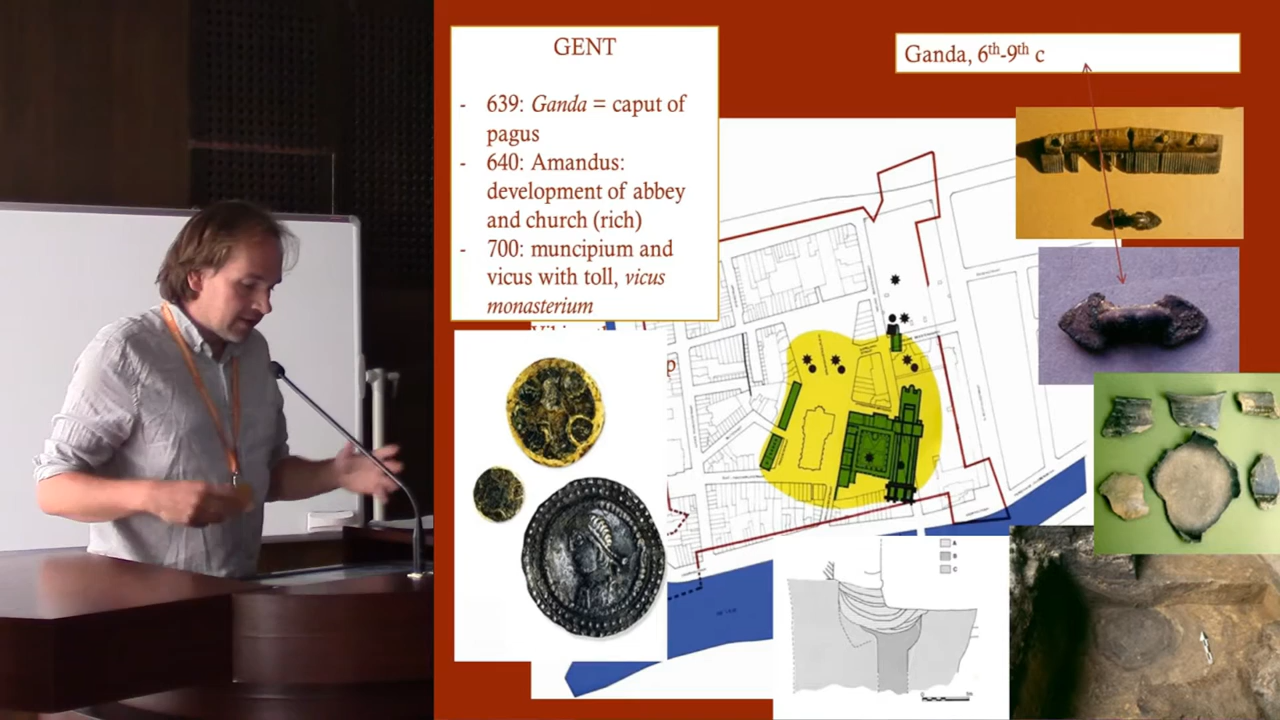 GENT
- 639: Ganda = caput of
pagus
- 640: Amandus:
development of abbey
and church (rich)
- 700: muncipium and
vicus with toll, vicus
monasterium
Ganda, 6th-9th c
A
B
C